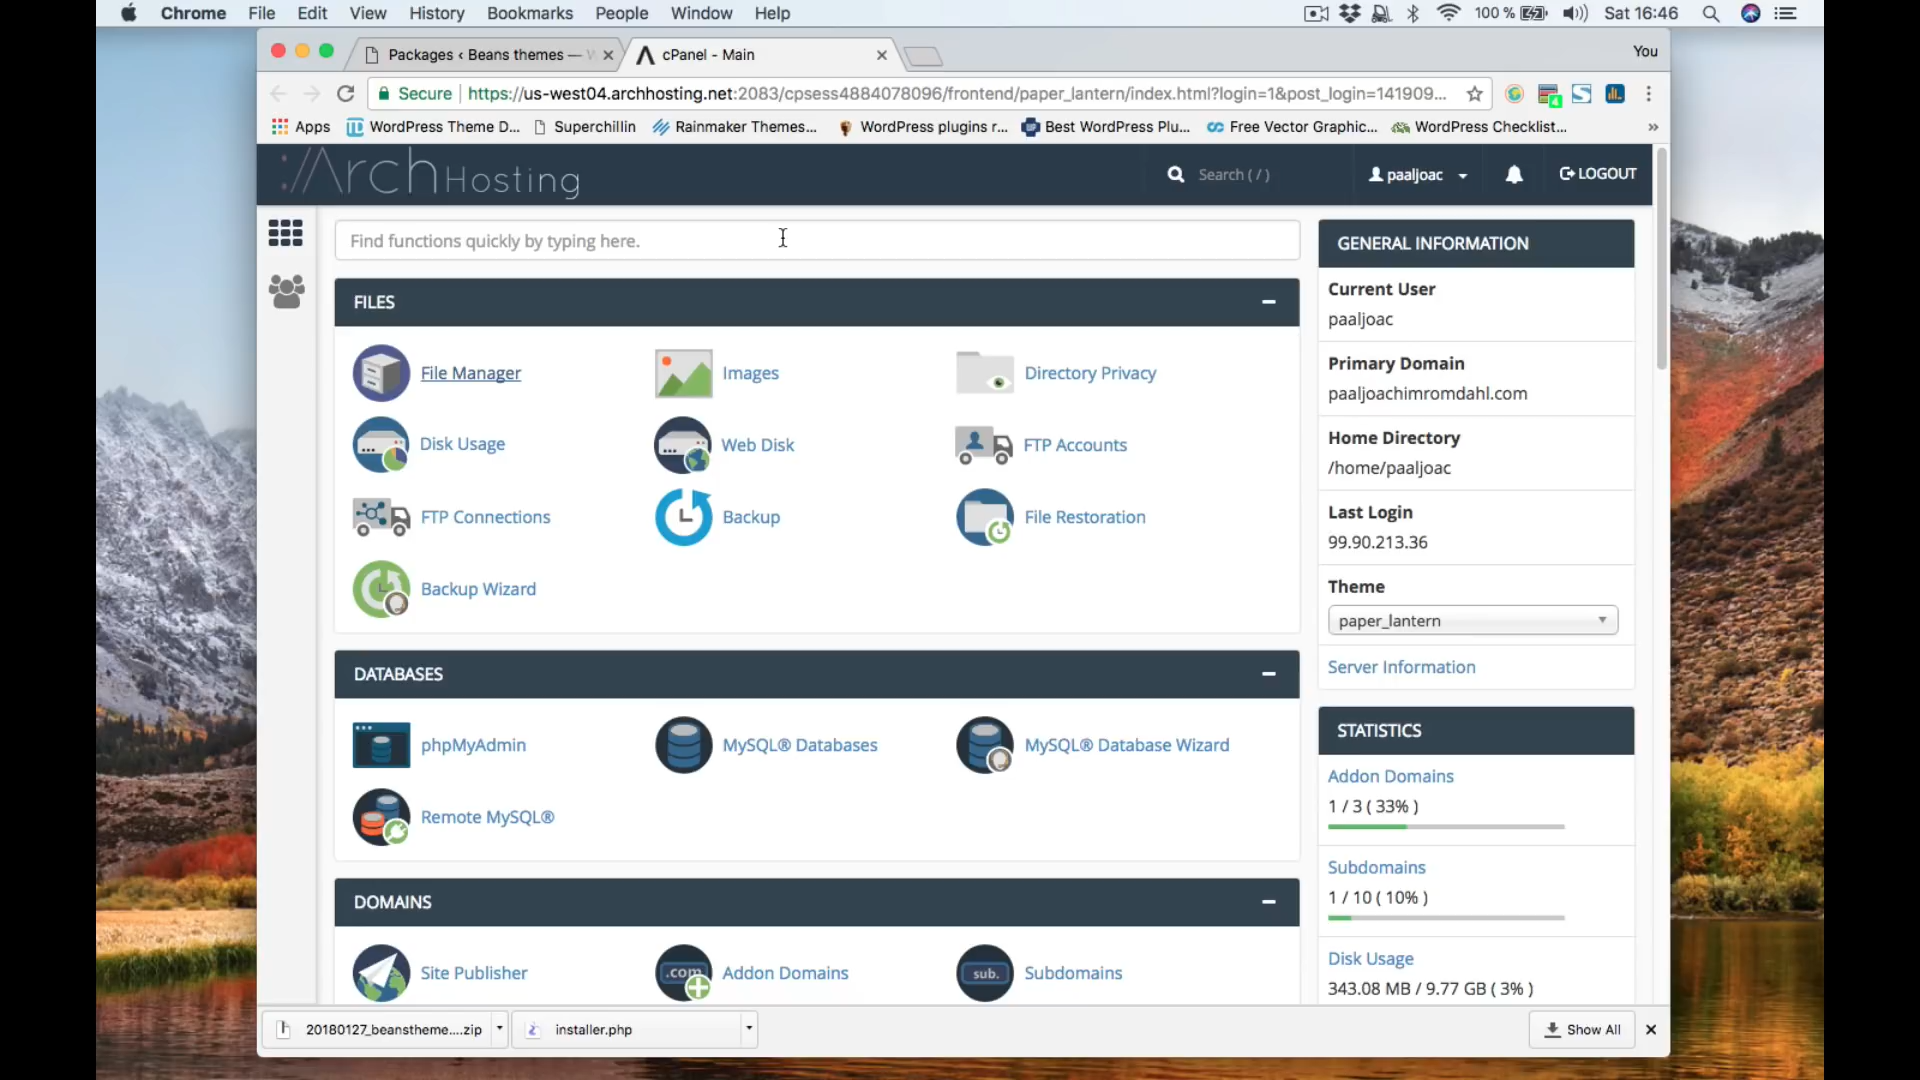 Chrome File Edit View History Bookmarks People Window Help 100 % Sat 16:46
Packages ‹ Beans themes — cPanel - Main You
Secure | https://us-west04.archhosting.net:2083/cpsess4884078096/frontend/paper_lantern/index.html?login=1&post_login=141909...
Apps WordPress Theme D... Superchillin Rainmaker Themes... WordPress plugins r... Best WordPress Plu... Free Vector Graphic... WordPress Checklist... »
://Arch Hosting Search ( / ) paaljoac LOGOUT
Find functions quickly by typing here.
FILES
File Manager Images Directory Privacy
Disk Usage Web Disk FTP Accounts
FTP Connections Backup File Restoration
Backup Wizard
DATABASES
phpMyAdmin MySQL® Databases MySQL® Database Wizard
Remote MySQL®
DOMAINS
Site Publisher .com Addon Domains sub. Subdomains
GENERAL INFORMATION
Current User
paaljoac
Primary Domain
paaljoachimromdahl.com
Home Directory
/home/paaljoac
Last Login
99.90.213.36
Theme
paper_lantern
Server Information
STATISTICS
Addon Domains
1 / 3 ( 33% )
Subdomains
1 / 10 ( 10% )
Disk Usage
343.08 MB / 9.77 GB ( 3% )
20180127_beanstheme....zip installer.php Show All